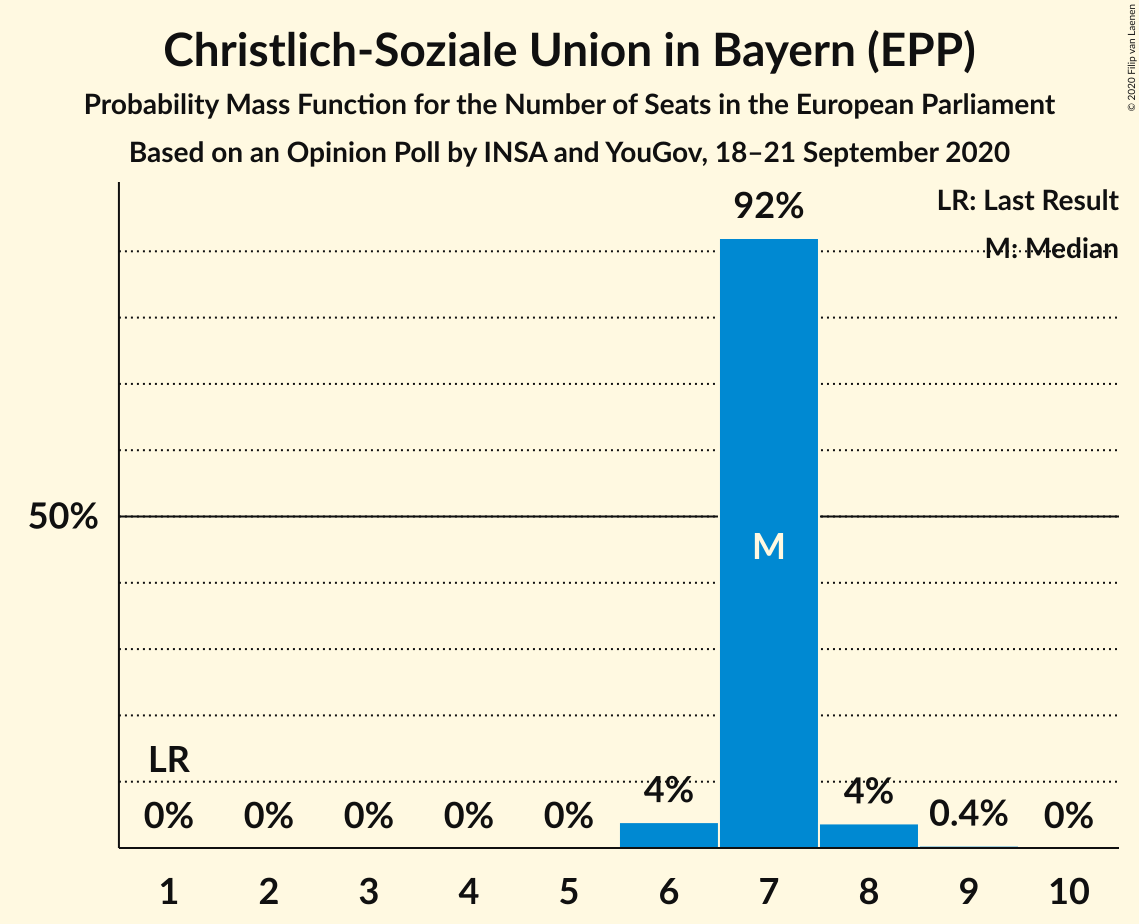 Christlich-Soziale Union in Bayern (EPP)
Probability Mass Function for the Number of Seats in the European Parliament
Based on an Opinion Poll by INSA and YouGov, 18–21 September 2020
© 2020 Filip van Laenen
LR: Last Result
M: Median
92%
50%
M
LR
0% 0% 0% 0% 0% 4% 4% 0.4% 0%
1 2 3 4 5 6 7 8 9 10